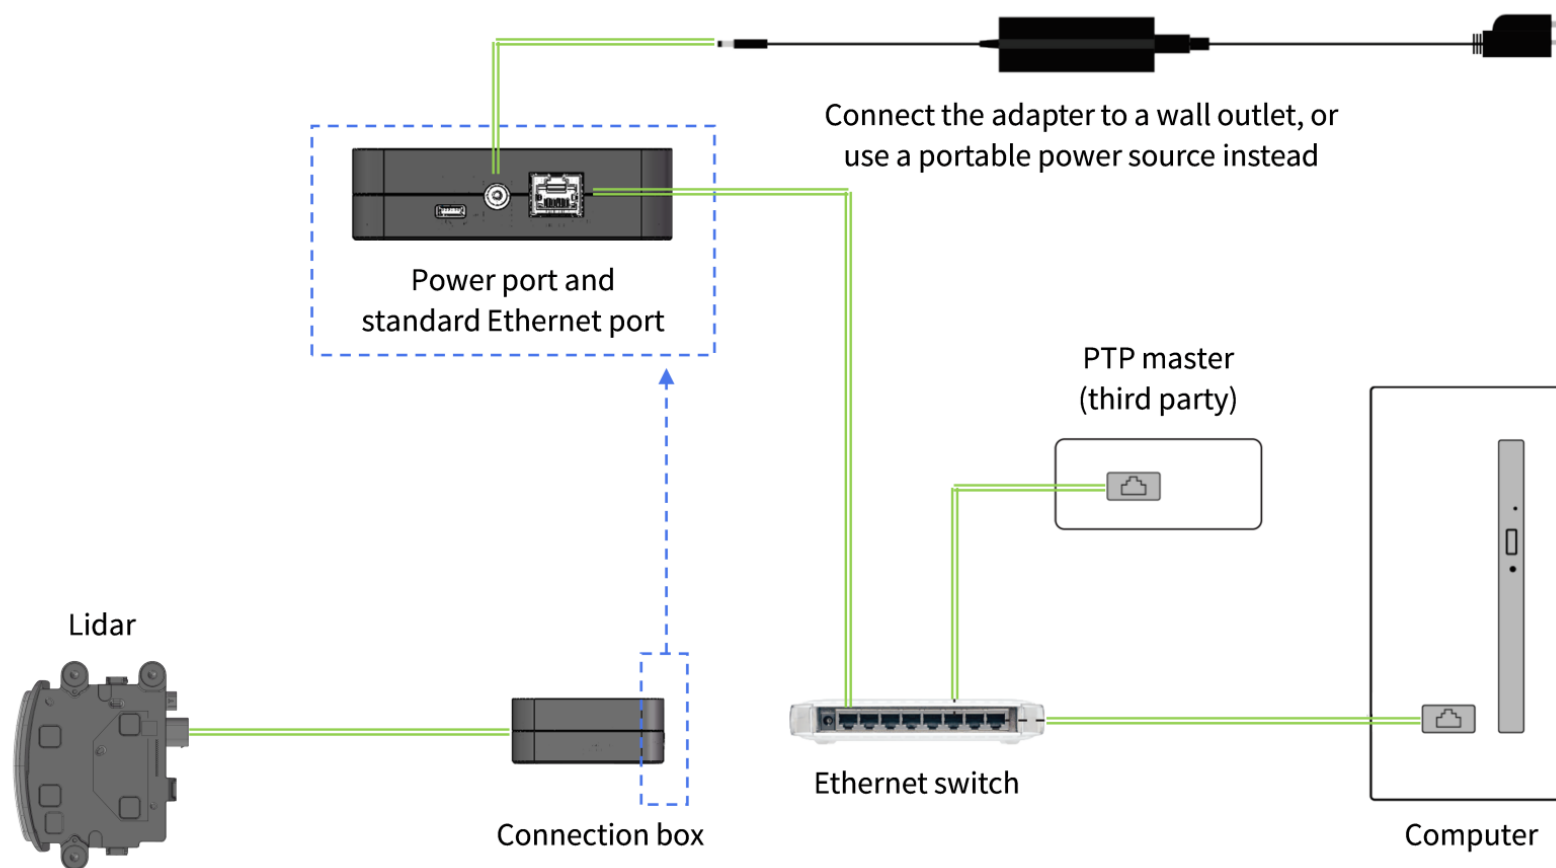 Connect the adapter to a wall outlet, or
use a portable power source instead
Power port and
standard Ethernet port
PTP master
(third party)
Lidar
Ethernet switch
Connection box
Computer